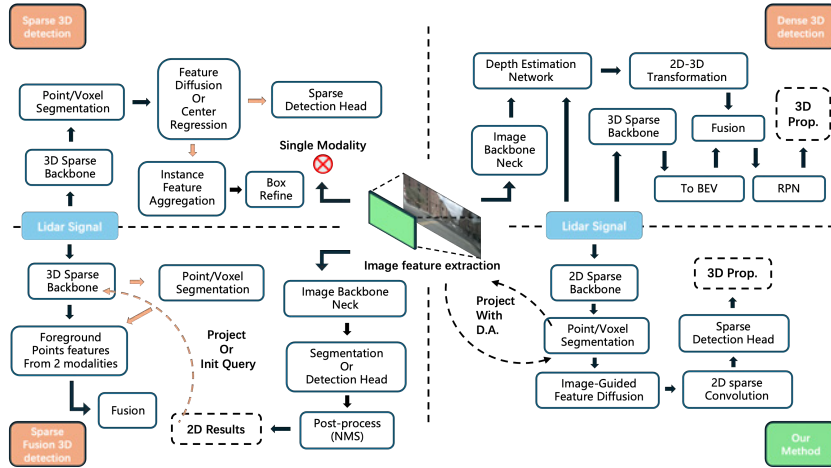 Sparse 3D
detection
Point/Voxel
Segmentation
Feature
Diffusion
Or
Center
Regression
Sparse
Detection Head
3D Sparse
Backbone
Instance
Feature
Aggregation
Box
Refine
Single Modality
Lidar Signal
Dense 3D
detection
Depth Estimation
Network
2D-3D
Transformation
Image
Backbone
Neck
3D Sparse
Backbone
Fusion
3D
Prop.
To BEV
RPN
Lidar Signal
Image feature extraction
3D Sparse
Backbone
Point/Voxel
Segmentation
Foreground
Points features
From 2 modalities
Fusion
Project
Or
Init Query
Image Backbone
Neck
Segmentation
Or
Detection Head
Post-process
(NMS)
2D Results
Sparse
Fusion 3D
detection
Project
With
D.A.
2D Sparse
Backbone
Point/Voxel
Segmentation
Image-Guided
Feature Diffusion
2D sparse
Convolution
Sparse
Detection Head
3D Prop.
Our
Method